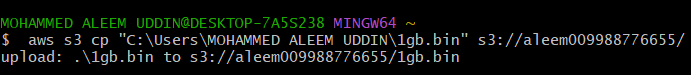 MOHAMMED ALEEM UDDIN@DESKTOP-7A5S238 MINGW64 ~
$  aws s3 cp "C:\Users\MOHAMMED ALEEM UDDIN\1gb.bin" s3://aleem009988776655/
upload: .\1gb.bin to s3://aleem009988776655/1gb.bin